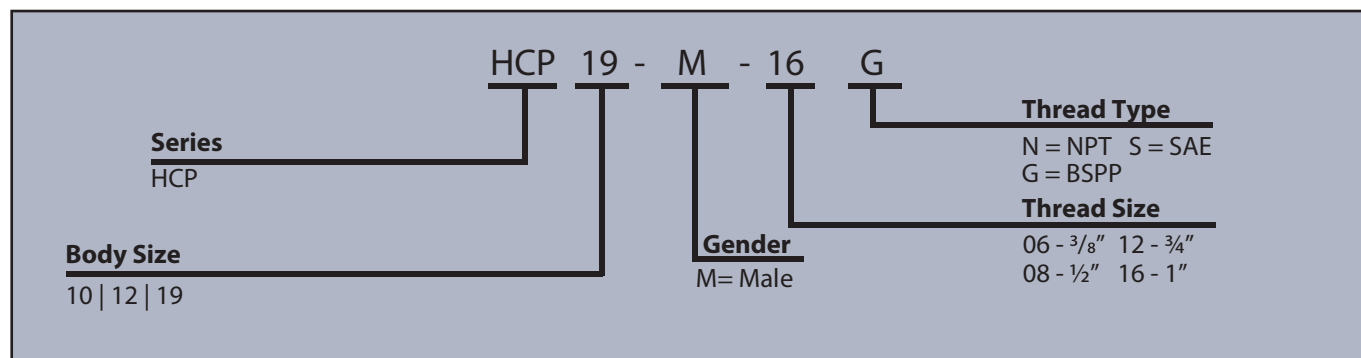 HCP 19 - M - 16 G
Series
HCP
Body Size
10 | 12 | 19
Gender
M= Male
Thread Type
N = NPT S = SAE
G = BSPP
Thread Size
06 - ³/₈” 12 - ¾”
08 - ½” 16 - 1”